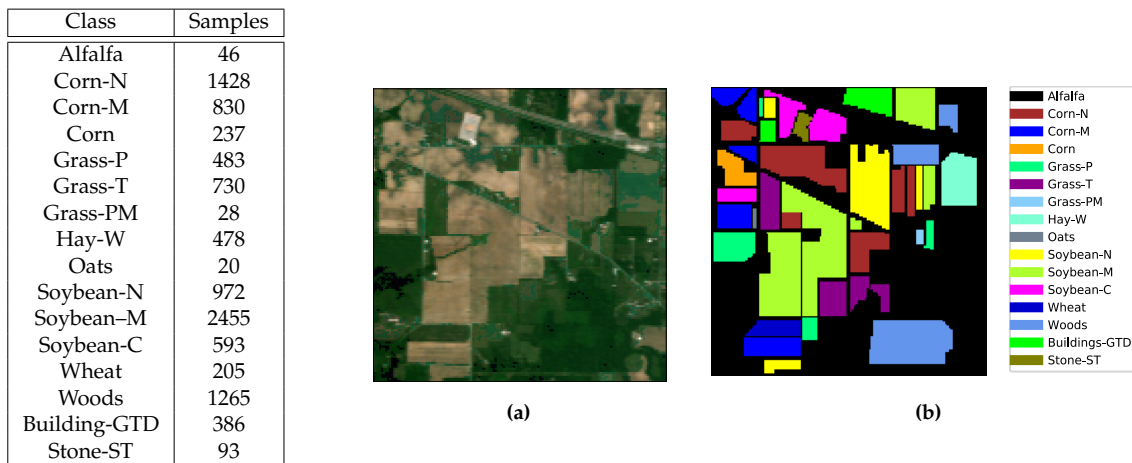 Class Samples
Alfalfa 46
Corn-N 1428
Corn-M 830
Corn 237
Grass-P 483
Grass-T 730
Grass-PM 28
Hay-W 478
Oats 20
Soybean-N 972
Soybean–M 2455
Soybean-C 593
Wheat 205
Woods 1265
Building-GTD 386
Stone-ST 93
(a)
(b)
Alfalfa
Corn-N
Corn-M
Corn
Grass-P
Grass-T
Grass-PM
Hay-W
Oats
Soybean-N
Soybean-M
Soybean-C
Wheat
Woods
Buildings-GTD
Stone-ST